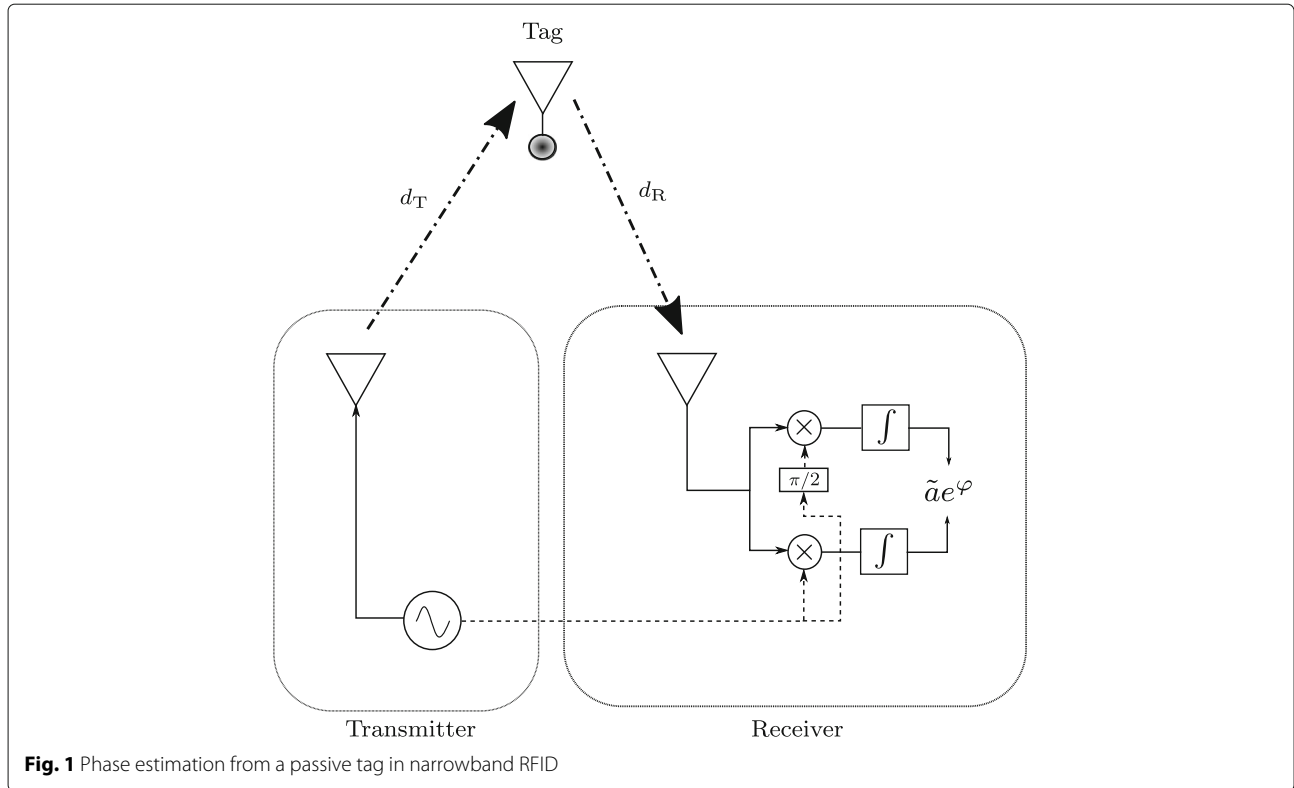 Tag
d_T
d_R
∫
π/2
ãe^φ
∫
Transmitter
Receiver
Fig. 1 Phase estimation from a passive tag in narrowband RFID